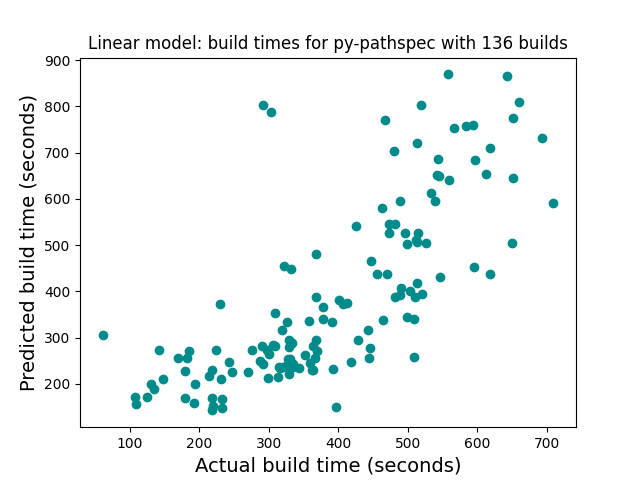 Linear model: build times for py-pathspec with 136 builds
900
800
700
600
500
400
300
200
Predicted build time (seconds)
100 200 300 400 500 600 700
Actual build time (seconds)